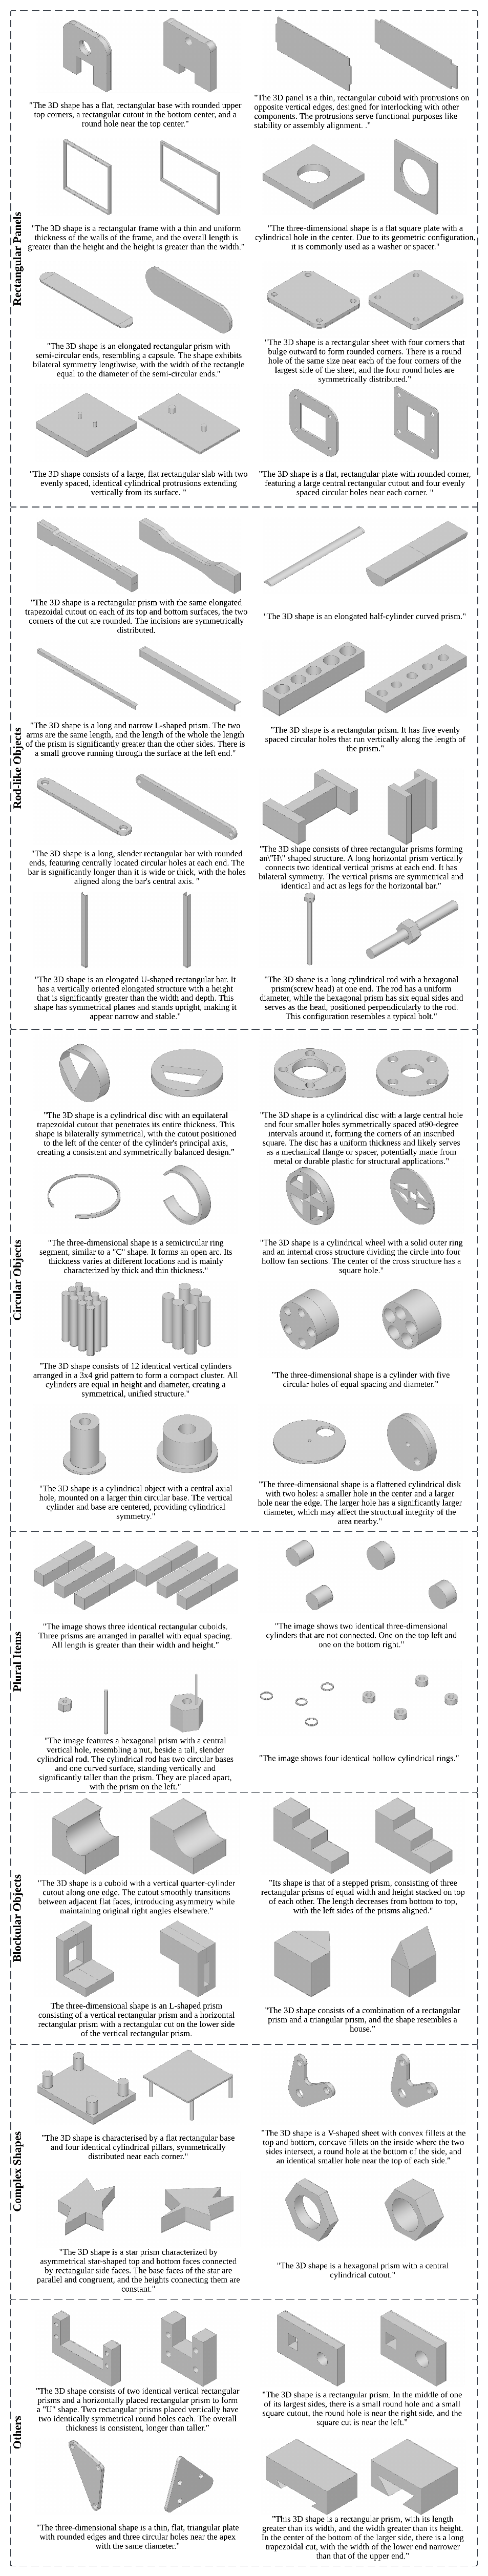 Rectangular Panels
"The 3D shape has a flat, rectangular base with rounded upper
top corners, a rectangular cutout in the bottom center, and a
round hole near the top center."
"The 3D panel is a thin, rectangular cuboid with protrusions on
opposite vertical edges, designed for interlocking with other
components. The protrusions serve functional purposes like
stability or assembly alignment. ."
"The 3D shape is a rectangular frame with a thin and uniform
thickness of the walls of the frame, and the overall length is
greater than the height and the height is greater than the width."
"The three-dimensional shape is a flat square plate with a
cylindrical hole in the center. Due to its geometric configuration,
it is commonly used as a washer or spacer."
"The 3D shape is an elongated rectangular prism with
semi-circular ends, resembling a capsule. The shape exhibits
bilateral symmetry lengthwise, with the width of the rectangle
equal to the diameter of the semi-circular ends."
"The 3D shape is a rectangular sheet with four corners that
bulge outward to form rounded corners. There is a round
hole of the same size near each of the four corners of the
largest side of the sheet, and the four round holes are
symmetrically distributed."
"The 3D shape consists of a large, flat rectangular slab with two
evenly spaced, identical cylindrical protrusions extending
vertically from its surface. "
"The 3D shape is a flat, rectangular plate with rounded corner,
featuring a large central rectangular cutout and four evenly
spaced circular holes near each corner. "
Rod-like Objects
"The 3D shape is a rectangular prism with the same elongated
trapezoidal cutout on each of its top and bottom surfaces, the two
corners of the cut are rounded. The incisions are symmetrically
distributed.
"The 3D shape is an elongated half-cylinder curved prism."
"The 3D shape is a long and narrow L-shaped prism. The two
arms are the same length, and the length of the whole the length
of the prism is significantly greater than the other sides. There is
a small groove running through the surface at the left end."
"The 3D shape is a rectangular prism. It has five evenly
spaced circular holes that run vertically along the length of
the prism."
"The 3D shape is a long, slender rectangular bar with rounded
ends, featuring centrally located circular holes at each end. The
bar is significantly longer than it is wide or thick, with the holes
aligned along the bar's central axis. "
"The 3D shape consists of three rectangular prisms forming
an\"H\" shaped structure. A long horizontal prism vertically
connects two identical vertical prisms at each end. It has
bilateral symmetry. The vertical prisms are symmetrical and
identical and act as legs for the horizontal bar."
"The 3D shape is an elongated U-shaped rectangular bar. It
has a vertically oriented elongated structure with a height
that is significantly greater than the width and depth. This
shape has symmetrical planes and stands upright, making it
appear narrow and stable."
"The 3D shape is a long cylindrical rod with a hexagonal
prism(screw head) at one end. The rod has a uniform
diameter, while the hexagonal prism has six equal sides and
serves as the head, positioned perpendicularly to the rod.
This configuration resembles a typical bolt."
Circular Objects
"The 3D shape is a cylindrical disc with an equilateral
trapezoidal cutout that penetrates its entire thickness. This
shape is bilaterally symmetrical, with the cutout positioned
to the left of the center of the cylinder's principal axis,
creating a consistent and symmetrically balanced design."
"The 3D shape is a cylindrical disc with a large central hole
and four smaller holes symmetrically spaced at90-degree
intervals around it, forming the corners of an inscribed
square. The disc has a uniform thickness and likely serves
as a mechanical flange or spacer, potentially made from
metal or durable plastic for structural applications."
"The three-dimensional shape is a semicircular ring
segment, similar to a "C" shape. It forms an open arc. Its
thickness varies at different locations and is mainly
characterized by thick and thin thickness."
"The 3D shape is a cylindrical wheel with a solid outer ring
and an internal cross structure dividing the circle into four
hollow fan sections. The center of the cross structure has a
square hole."
"The 3D shape consists of 12 identical vertical cylinders
arranged in a 3x4 grid pattern to form a compact cluster. All
cylinders are equal in height and diameter, creating a
symmetrical, unified structure."
"The three-dimensional shape is a cylinder with five
circular holes of equal spacing and diameter."
"The 3D shape is a cylindrical object with a central axial
hole, mounted on a larger thin circular base. The vertical
cylinder and base are centered, providing cylindrical
symmetry."
"The three-dimensional shape is a flattened cylindrical disk
with two holes: a smaller hole in the center and a larger
hole near the edge. The larger hole has a significantly larger
diameter, which may affect the structural integrity of the
area nearby."
Plural Items
"The image shows three identical rectangular cuboids.
Three prisms are arranged in parallel with equal spacing.
All length is greater than their width and height."
"The image shows two identical three-dimensional
cylinders that are not connected. One on the top left and
one on the bottom right."
"The image features a hexagonal prism with a central
vertical hole, resembling a nut, beside a tall, slender
cylindrical rod. The cylindrical rod has two circular bases
and one curved surface, standing vertically and
significantly taller than the prism. They are placed apart,
with the prism on the left."
"The image shows four identical hollow cylindrical rings."
Blockular Objects
"The 3D shape is a cuboid with a vertical quarter-cylinder
cutout along one edge. The cutout smoothly transitions
between adjacent flat faces, introducing asymmetry while
maintaining original right angles elsewhere."
"Its shape is that of a stepped prism, consisting of three
rectangular prisms of equal width and height stacked on top
of each other. The length decreases from bottom to top,
with the left sides of the prisms aligned."
The three-dimensional shape is an L-shaped prism
consisting of a vertical rectangular prism and a horizontal
rectangular prism with a rectangular cut on the lower side
of the vertical rectangular prism.
"The 3D shape consists of a combination of a rectangular
prism and a triangular prism, and the shape resembles a
house."
Complex Shapes
"The 3D shape is characterised by a flat rectangular base
and four identical cylindrical pillars, symmetrically
distributed near each corner."
"The 3D shape is a V-shaped sheet with convex fillets at the
top and bottom, concave fillets on the inside where the two
sides intersect, a round hole at the bottom of the side, and
an identical smaller hole near the top of each side."
"The 3D shape is a star prism characterized by
asymmetrical star-shaped top and bottom faces connected
by rectangular side faces. The base faces of the star are
parallel and congruent, and the heights connecting them are
constant."
"The 3D shape is a hexagonal prism with a central
cylindrical cutout."
Others
"The 3D shape consists of two identical vertical rectangular
prisms and a horizontally placed rectangular prism to form
a "U" shape. Two rectangular prisms placed vertically have
two identically symmetrical round holes each. The overall
thickness is consistent, longer than taller."
"The 3D shape is a rectangular prism. In the middle of one
of its largest sides, there is a small round hole and a small
square cutout, the round hole is near the right side, and the
square cut is near the left."
"The three-dimensional shape is a thin, flat, triangular plate
with rounded edges and three circular holes near the apex
with the same diameter."
"This 3D shape is a rectangular prism, with its length
greater than its width, and the width greater than its height.
In the center of the bottom of the larger side, there is a long
trapezoidal cutout, with the width of the lower end narrower
than that of the upper end."